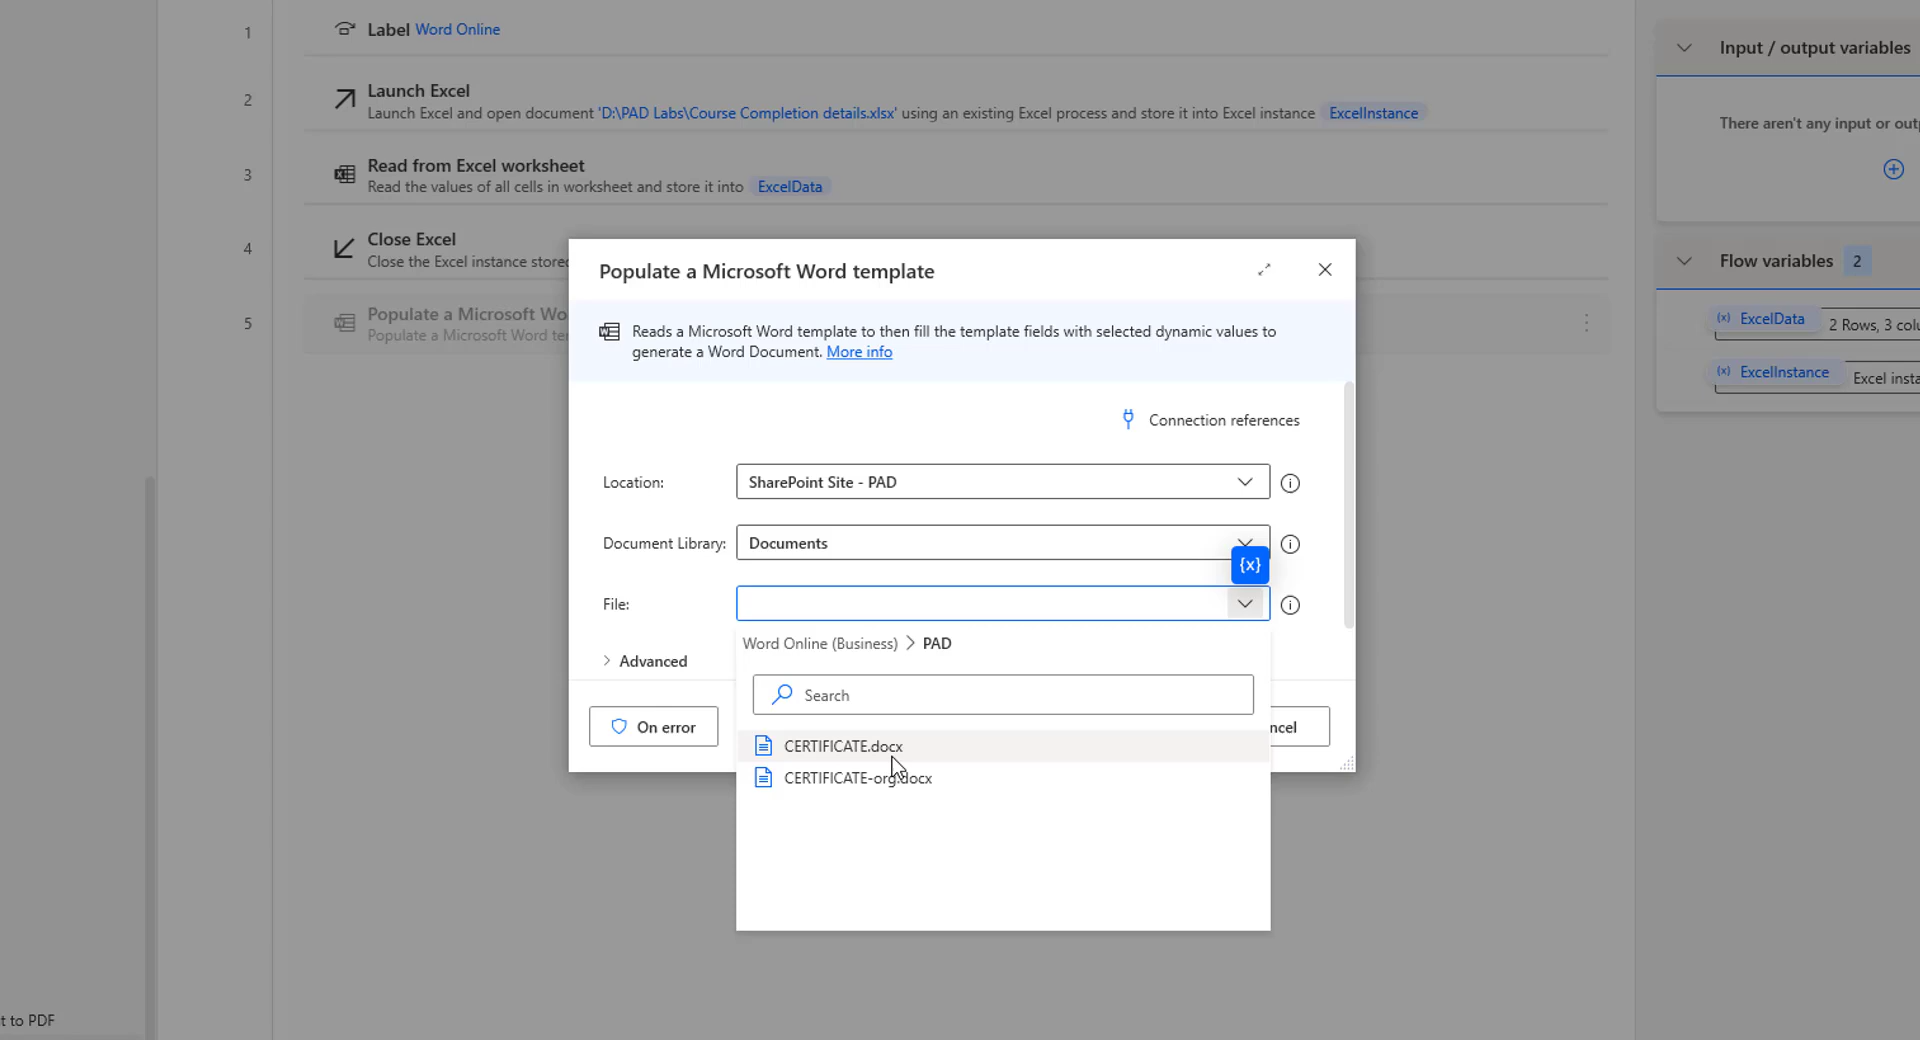 1
Label Word Online
2
Launch Excel
Launch Excel and open document 'D:\PAD Labs\Course Completion details.xlsx' using an existing Excel process and store it into Excel instance ExcelInstance
3
Read from Excel worksheet
Read the values of all cells in worksheet and store it into ExcelData
4
Close Excel
Close the Excel instance
5
Populate a Microsoft
Populate a Microsoft Word
Populate a Microsoft Word template
Reads a Microsoft Word template to then fill the template fields with selected dynamic values to
generate a Word Document. More info
Connection references
Location: SharePoint Site - PAD
Document Library: Documents
{x}
File:
Word Online (Business) > PAD
Search
CERTIFICATE.docx
CERTIFICATE-org.docx
Advanced
On error
ncel
Input / output variables
There aren't any input or
Flow variables 2
(x) ExcelData 2 Rows, 3
(x) ExcelInstance Excel
t to PDF